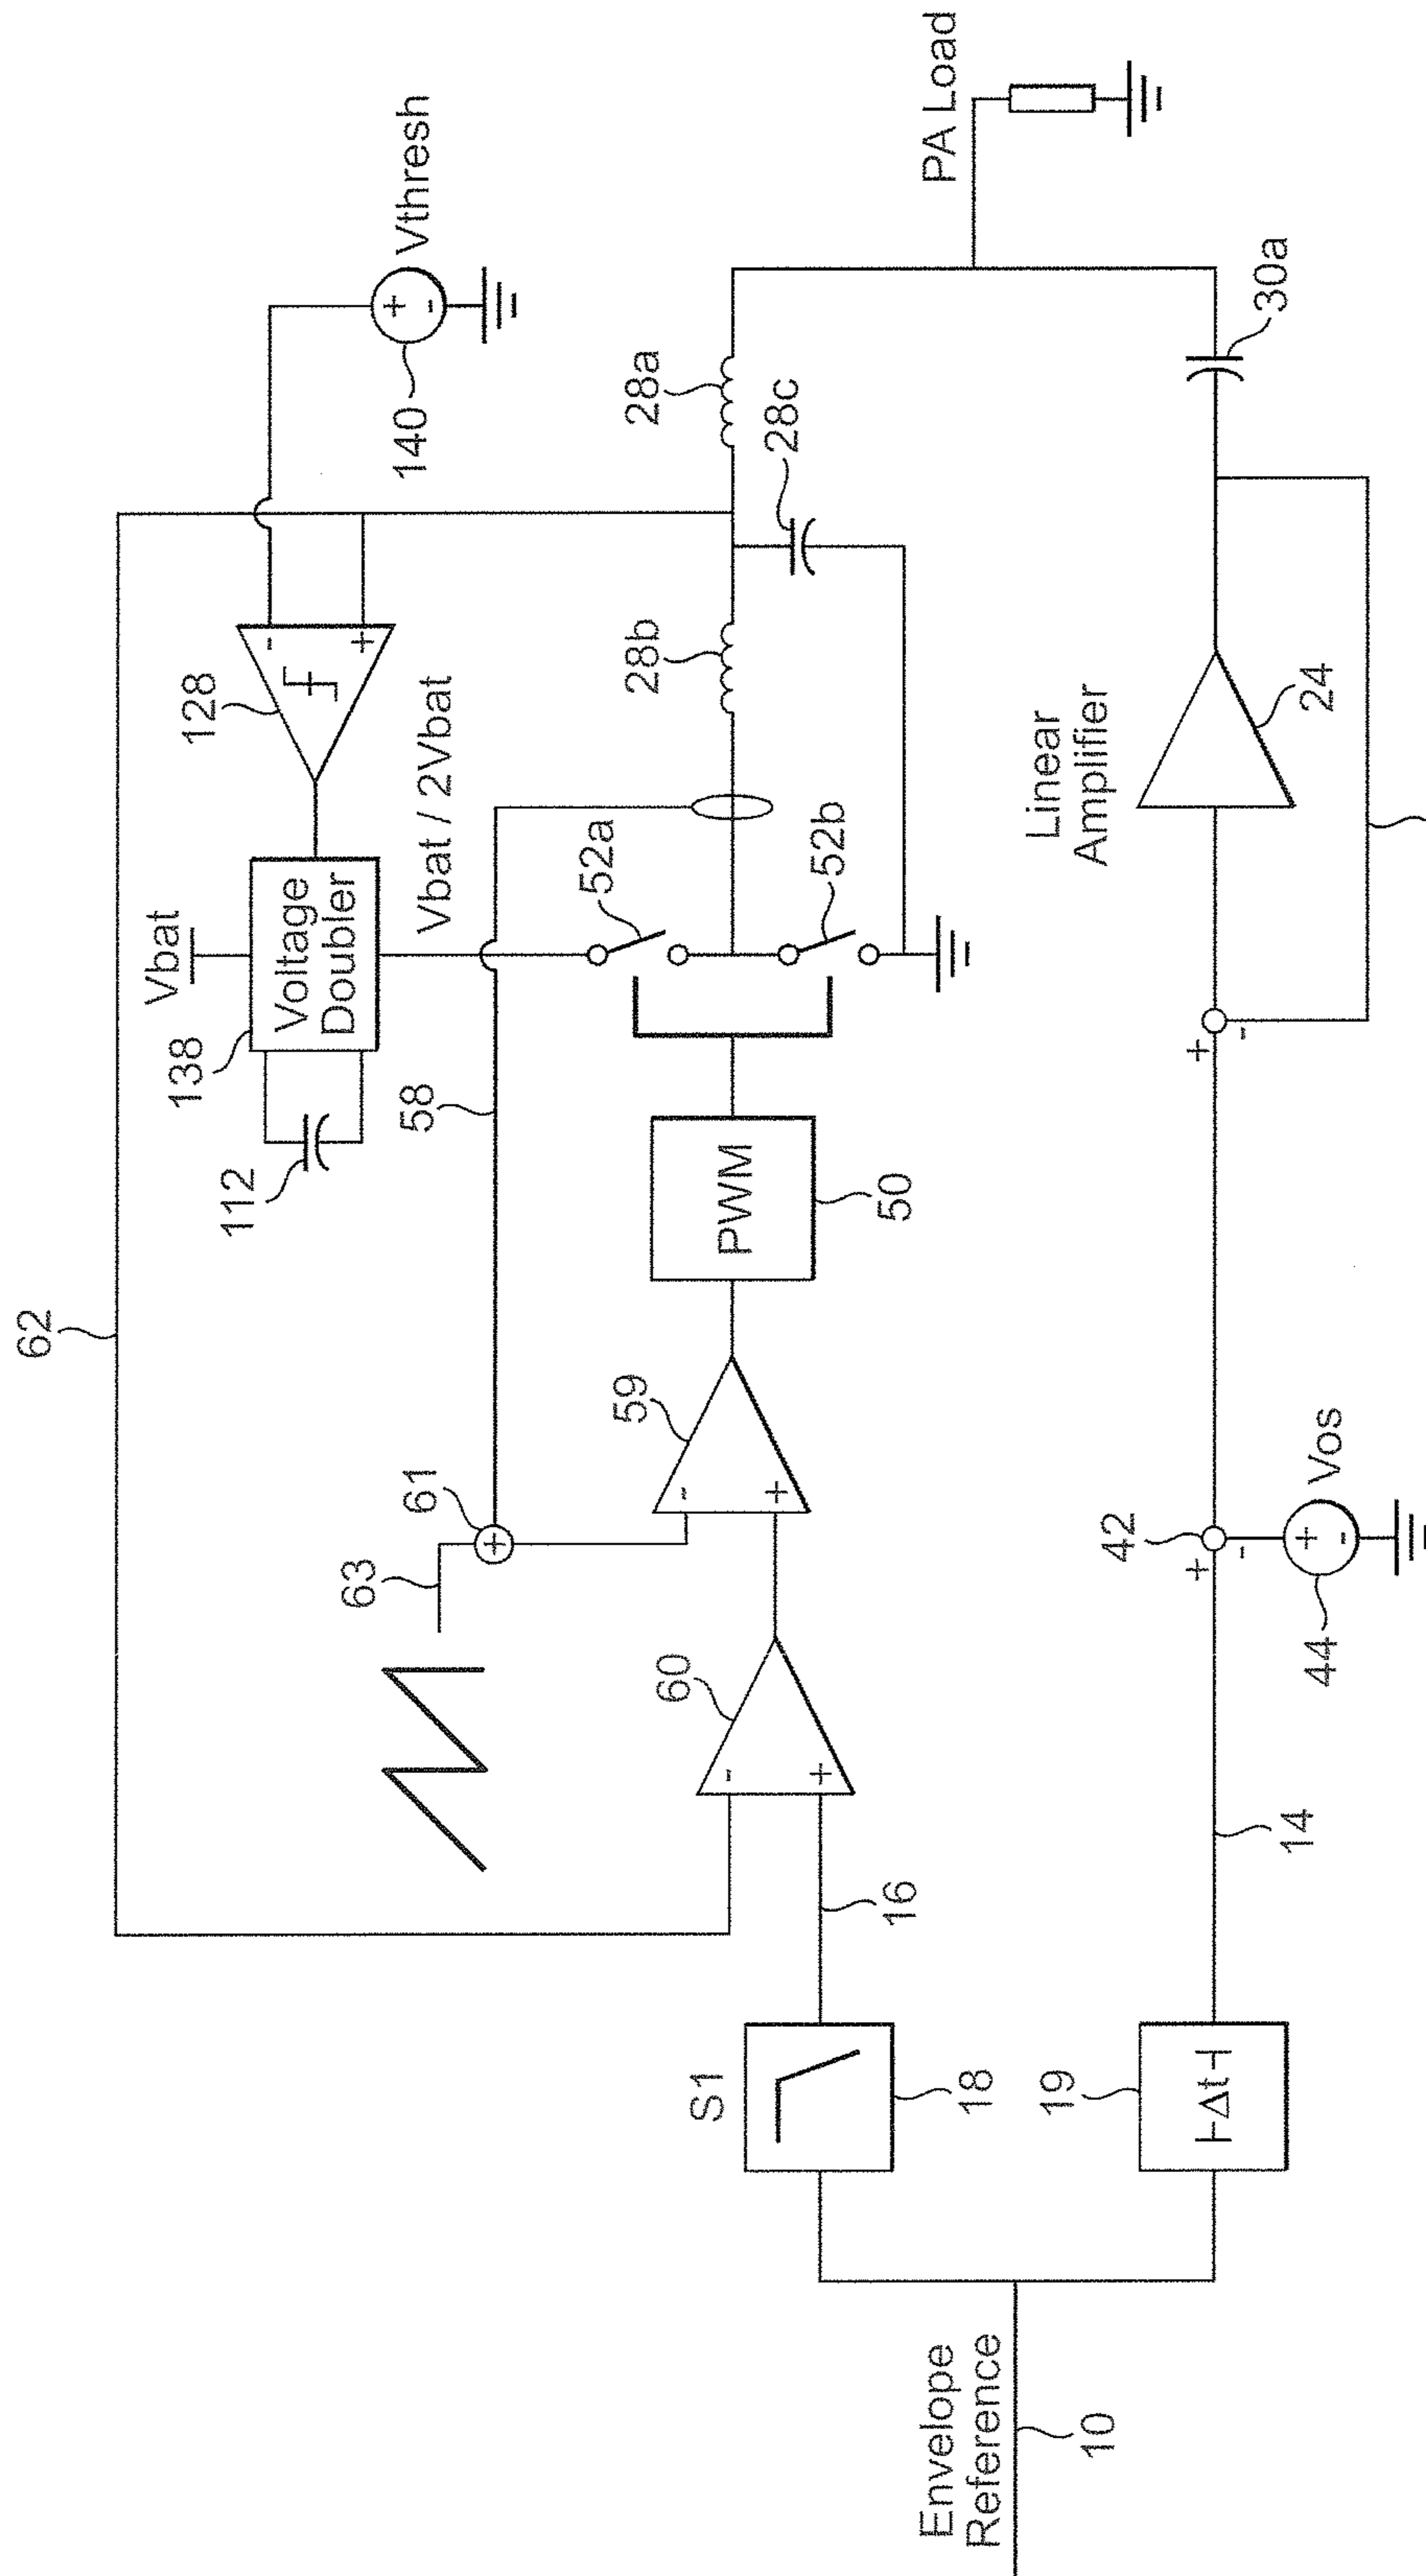 Envelope
Reference
10
S1
18
19
⊢Δt⊣
16
14
60
-
+
63
61
+
59
-
+
42
+
-
44
+
-
Vos
62
58
PWM
50
112
138
Voltage
Doubler
Vbat
128
-
+
Vbat / 2Vbat
52a
52b
28b
28a
28c
140
+
-
Vthresh
+
-
Linear
Amplifier
24
30a
PA Load